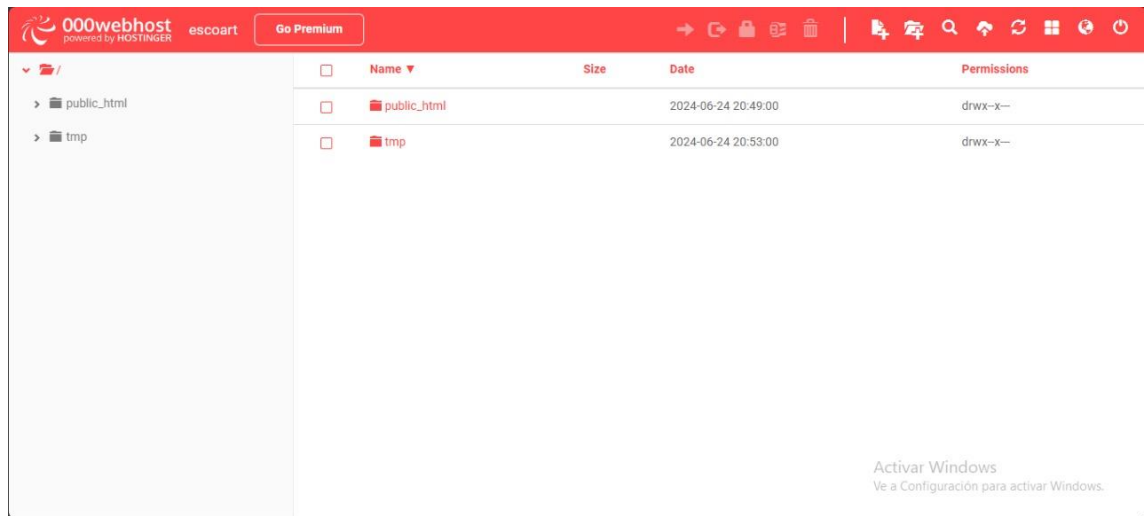 000webhost
powered by HOSTINGER
escoart
Go Premium
/
public_html
tmp
Name ▼ Size Date Permissions
public_html 2024-06-24 20:49:00 drwx--x---
tmp 2024-06-24 20:53:00 drwx--x---
Activar Windows
Ve a Configuración para activar Windows.